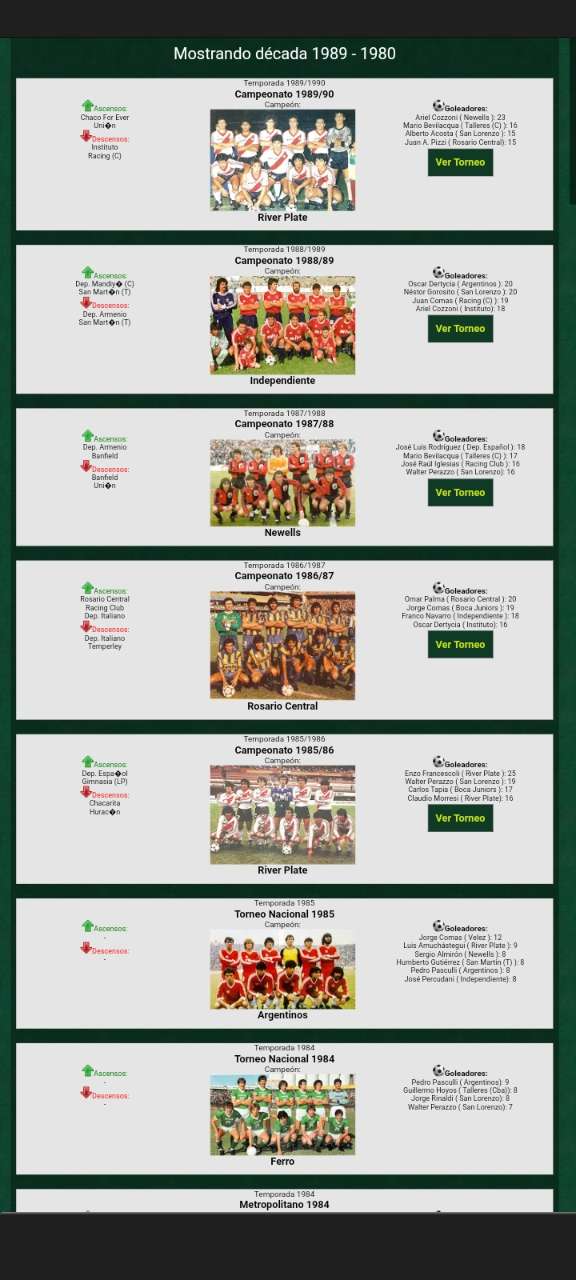 Mostrando década 1989 - 1980
Temporada 1989/1990
Campeonato 1989/90
Campeón:
River Plate
Ascensos:
Chaco For Ever
Uni�n
Descensos:
Instituto
Racing (C)
Goleadores:
Ariel Cozzoni ( Newells ): 23
Mario Bevilacqua ( Talleres (C) ): 16
Alberto Acosta ( San Lorenzo ): 15
Juan A. Pizzi ( Rosario Central): 15
Ver Torneo
Temporada 1988/1989
Campeonato 1988/89
Campeón:
Independiente
Ascensos:
Dep. Mandiy� (C)
San Mart�n (T)
Descensos:
Dep. Armenio
San Mart�n (T)
Goleadores:
Oscar Dertycia ( Argentinos ): 20
Néstor Gorosito ( San Lorenzo ): 20
Juan Comas ( Racing (C) ): 19
Ariel Cozzoni ( Instituto): 18
Ver Torneo
Temporada 1987/1988
Campeonato 1987/88
Campeón:
Newells
Ascensos:
Dep. Armenio
Banfield
Descensos:
Banfield
Uni�n
Goleadores:
José Luis Rodríguez ( Dep. Español ): 18
Mario Bevilacqua ( Talleres (C) ): 17
José Raúl Iglesias ( Racing Club ): 16
Walter Perazzo ( San Lorenzo): 16
Ver Torneo
Temporada 1986/1987
Campeonato 1986/87
Campeón:
Rosario Central
Ascensos:
Rosario Central
Racing Club
Dep. Italiano
Descensos:
Dep. Italiano
Temperley
Goleadores:
Omar Palma ( Rosario Central ): 20
Jorge Comas ( Boca Juniors ): 19
Franco Navarro ( Independiente ): 18
Oscar Dertycia ( Instituto): 16
Ver Torneo
Temporada 1985/1986
Campeonato 1985/86
Campeón:
River Plate
Ascensos:
Dep. Espa�ol
Gimnasia (LP)
Descensos:
Chacarita
Hurac�n
Goleadores:
Enzo Francescoli ( River Plate ): 25
Walter Perazzo ( San Lorenzo ): 19
Carlos Tapia ( Boca Juniors ): 17
Claudio Morresi ( River Plate): 16
Ver Torneo
Temporada 1985
Torneo Nacional 1985
Campeón:
Argentinos
Ascensos:
-
Descensos:
-
Goleadores:
Jorge Comas ( Velez ): 12
Luis Amuchástegui ( River Plate ): 9
Sergio Almirón ( Newells ): 8
Humberto Gutiérrez ( San Martín (T) ): 8
Pedro Pasculli ( Argentinos ): 8
José Percudani ( Independiente): 8
Temporada 1984
Torneo Nacional 1984
Campeón:
Ferro
Ascensos:
-
Descensos:
-
Goleadores:
Pedro Pasculli ( Argentinos): 9
Guillermo Hoyos ( Talleres (Cba)): 8
Jorge Rinaldi ( San Lorenzo): 8
Walter Perazzo ( San Lorenzo): 7
Temporada 1984
Metropolitano 1984